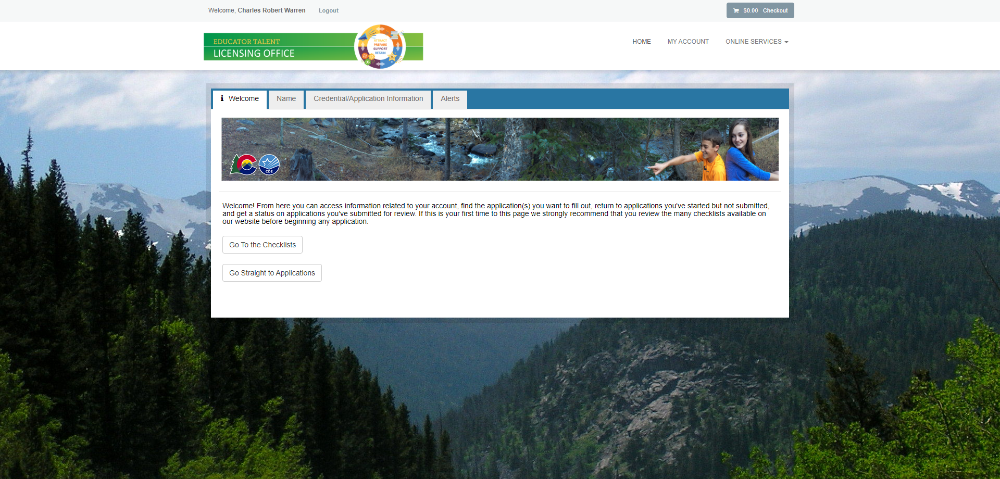 Welcome, Charles Robert Warren Logout $0.00 Checkout
EDUCATOR TALENT
LICENSING OFFICE
ATTRACT
PREPARE
SUPPORT
RETAIN
HOME MY ACCOUNT ONLINE SERVICES
Welcome Name Credential/Application Information Alerts
CDE
Welcome! From here you can access information related to your account, find the application(s) you want to fill out, return to applications you've started but not submitted,
and get a status on applications you've submitted for review. If this is your first time to this page we strongly recommend that you review the many checklists available on
our website before beginning any application.
Go To the Checklists
Go Straight to Applications